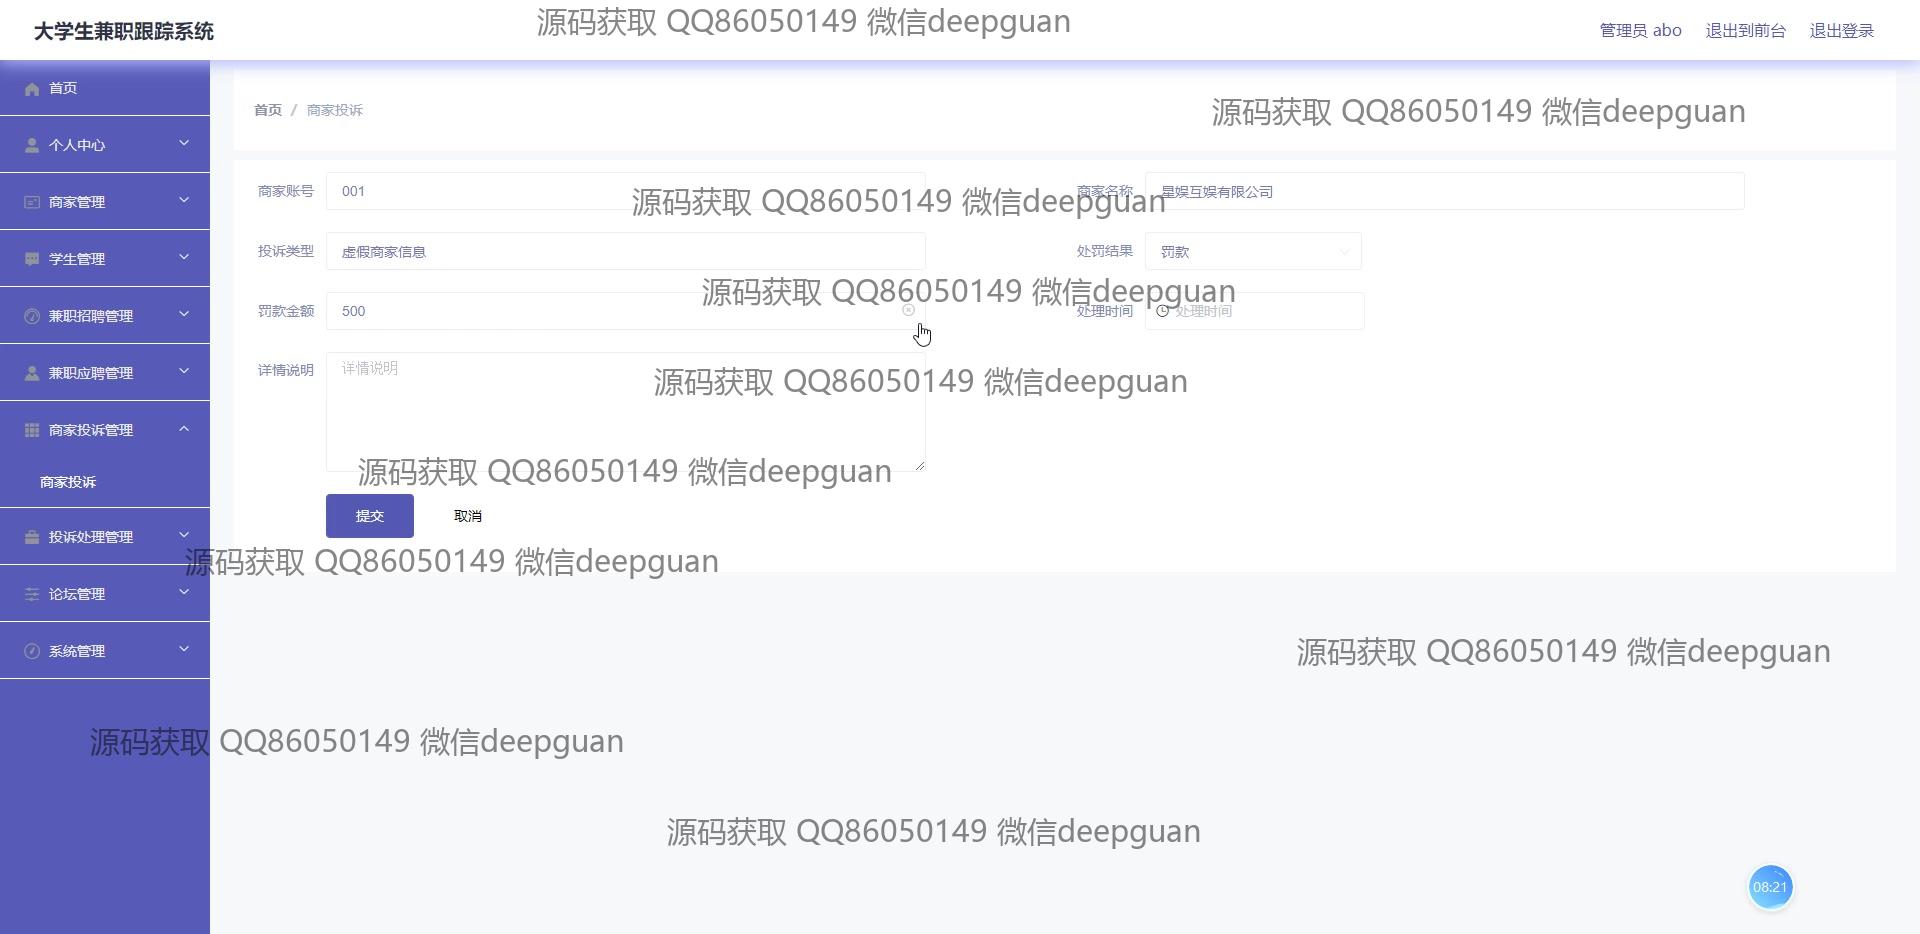 大学生兼职跟踪系统
源码获取 QQ86050149 微信deepguan
管理员 abo
退出到前台
退出登录
首页
个人中心
商家管理
学生管理
兼职招聘管理
兼职应聘管理
商家投诉管理
商家投诉
投诉处理管理
论坛管理
系统管理
首页 / 商家投诉
源码获取 QQ86050149 微信deepguan
商家账号 001
商家名称 星娱互娱有限公司
源码获取 QQ86050149 微信deepguan
投诉类型 虚假商家信息
处罚结果 罚款
源码获取 QQ86050149 微信deepguan
罚款金额 500
处理时间 处理时间
详情说明 详情说明
源码获取 QQ86050149 微信deepguan
源码获取 QQ86050149 微信deepguan
提交
取消
源码获取 QQ86050149 微信deepguan
源码获取 QQ86050149 微信deepguan
源码获取 QQ86050149 微信deepguan
源码获取 QQ86050149 微信deepguan
08:21